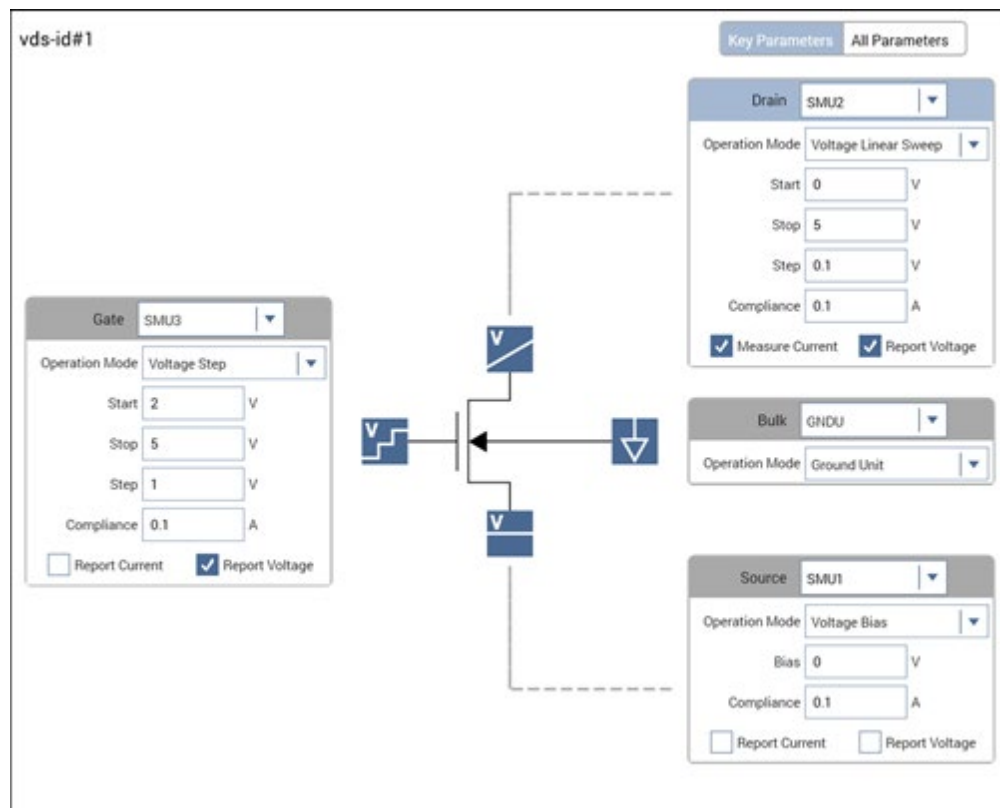 vds-id#1
Key Parameters All Parameters
Drain SMU2
Operation Mode Voltage Linear Sweep
Start 0 V
Stop 5 V
Step 0.1 V
Compliance 0.1 A
Measure Current Report Voltage
Gate SMU3
Operation Mode Voltage Step
Start 2 V
Stop 5 V
Step 1 V
Compliance 0.1 A
Report Current Report Voltage
V
V
V
Bulk GNDU
Operation Mode Ground Unit
Source SMU1
Operation Mode Voltage Bias
Bias 0 V
Compliance 0.1 A
Report Current Report Voltage